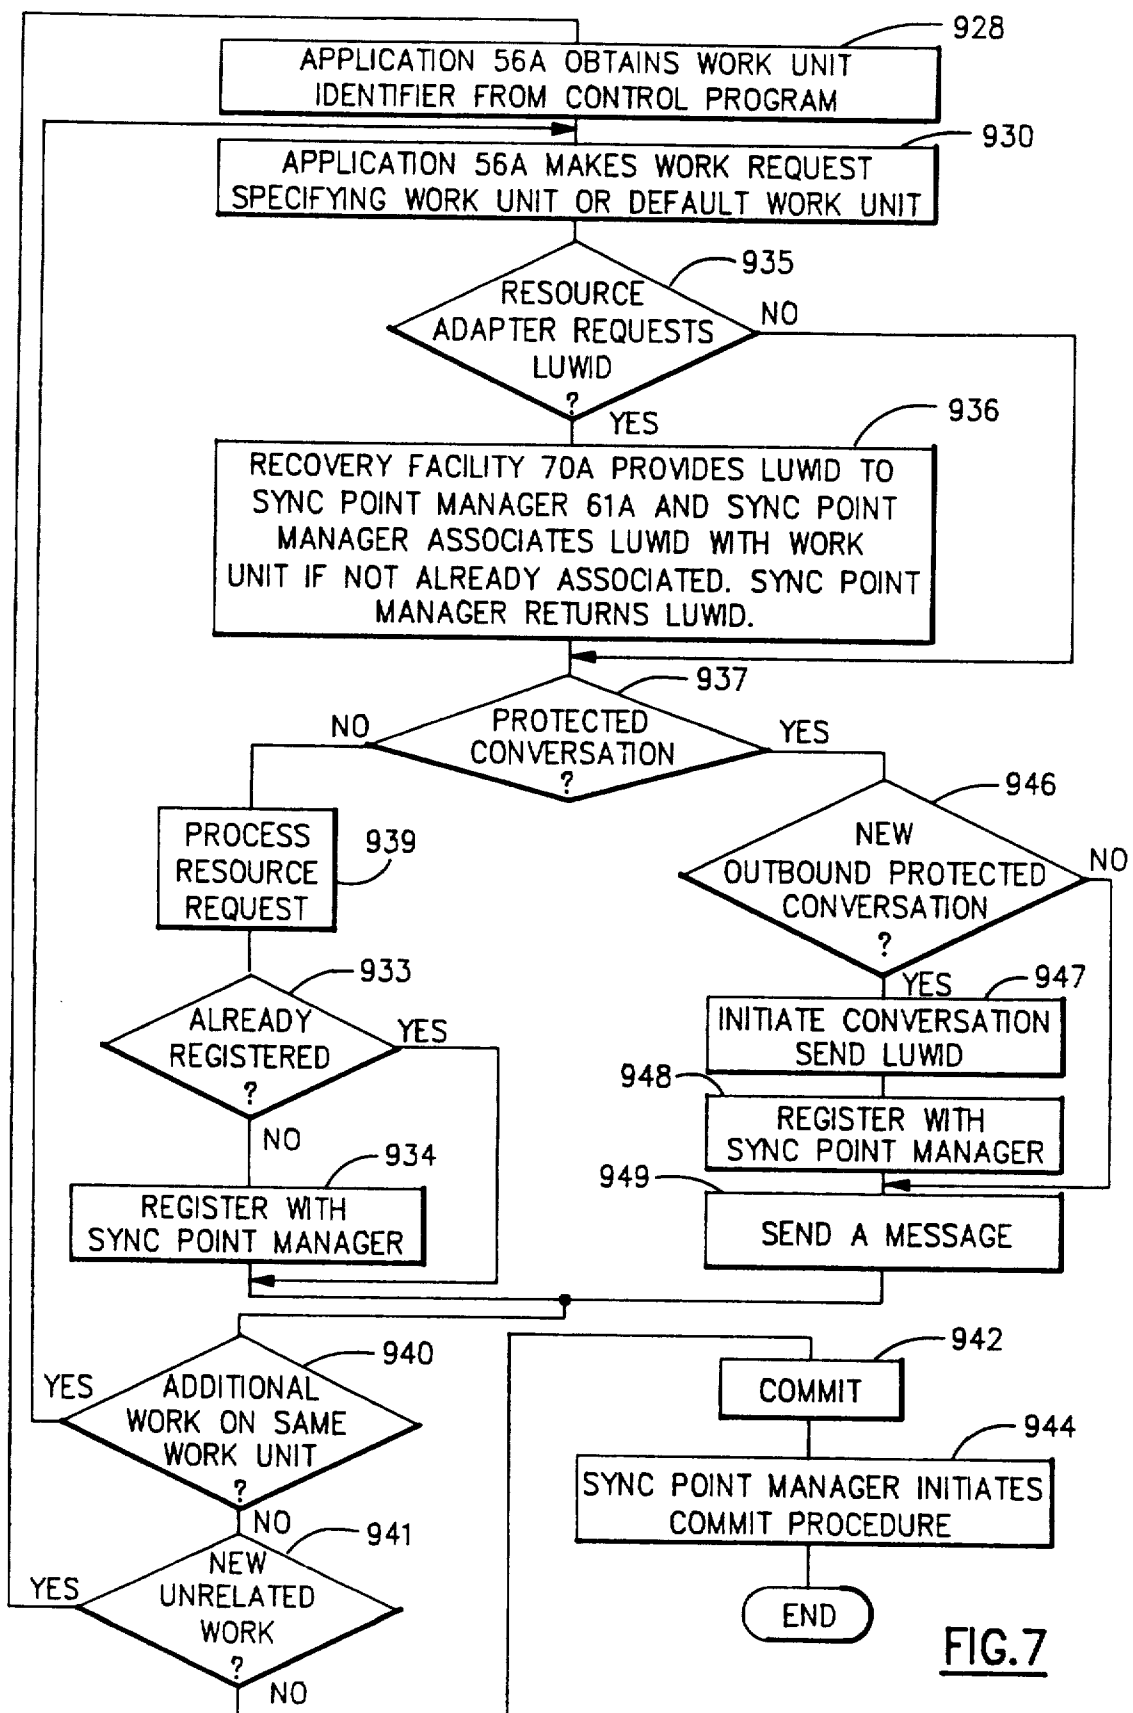 928
APPLICATION 56A OBTAINS WORK UNIT
IDENTIFIER FROM CONTROL PROGRAM
930
APPLICATION 56A MAKES WORK REQUEST
SPECIFYING WORK UNIT OR DEFAULT WORK UNIT
935
RESOURCE
ADAPTER REQUESTS
LUWID
?
NO
YES
936
RECOVERY FACILITY 70A PROVIDES LUWID TO
SYNC POINT MANAGER 61A AND SYNC POINT
MANAGER ASSOCIATES LUWID WITH WORK
UNIT IF NOT ALREADY ASSOCIATED. SYNC POINT
MANAGER RETURNS LUWID.
937
NO
PROTECTED
CONVERSATION
?
YES
PROCESS
RESOURCE
REQUEST
939
933
ALREADY
REGISTERED
?
YES
NO
934
REGISTER WITH
SYNC POINT MANAGER
946
NEW
OUTBOUND PROTECTED
CONVERSATION
?
NO
YES
947
INITIATE CONVERSATION
SEND LUWID
948
REGISTER WITH
SYNC POINT MANAGER
949
SEND A MESSAGE
940
YES
ADDITIONAL
WORK ON SAME
WORK UNIT
?
NO
941
YES
NEW
UNRELATED
WORK
?
NO
942
COMMIT
944
SYNC POINT MANAGER INITIATES
COMMIT PROCEDURE
END
FIG.7